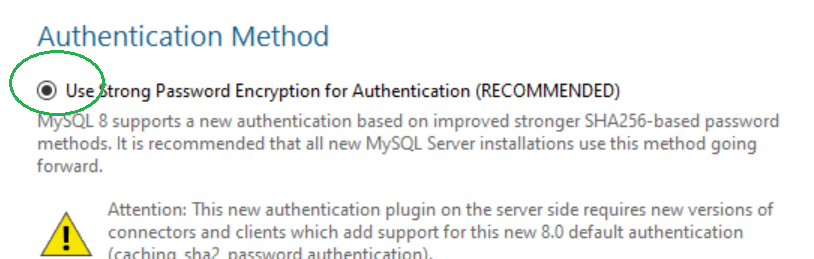 Authentication Method
Use Strong Password Encryption for Authentication (RECOMMENDED)
MySQL 8 supports a new authentication based on improved stronger SHA256-based password
methods. It is recommended that all new MySQL Server installations use this method going
forward.
Attention: This new authentication plugin on the server side requires new versions of
connectors and clients which add support for this new 8.0 default authentication
(caching_sha2_password authentication).